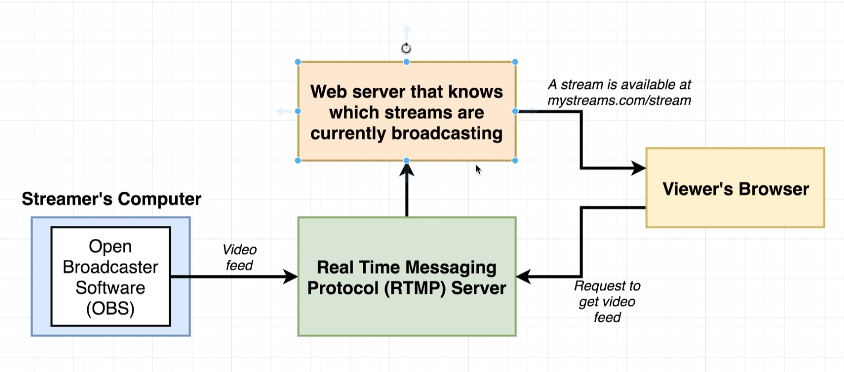 Web server that knows
which streams are
currently broadcasting
A stream is available at
mystreams.com/stream
Viewer's Browser
Streamer's Computer
Open
Broadcaster
Software
(OBS)
Video
feed
Real Time Messaging
Protocol (RTMP) Server
Request to
get video
feed